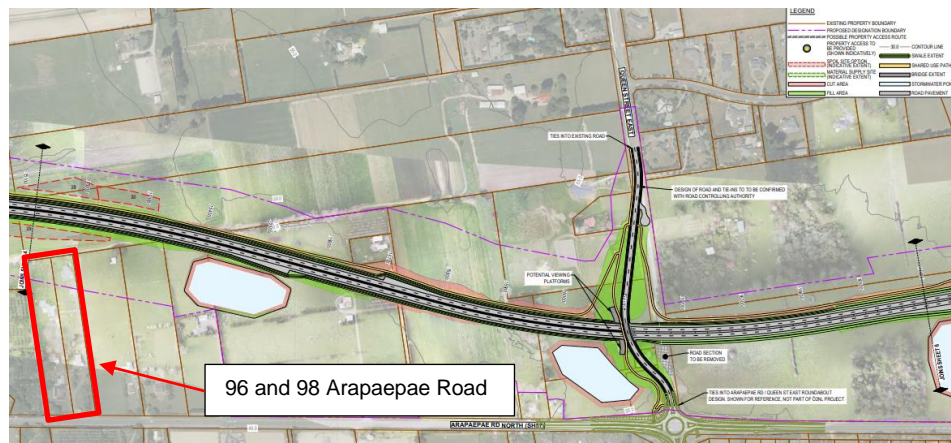 LEGEND
EXISTING PROPERTY BOUNDARY
PROPOSED DESIGNATION BOUNDARY
POSSIBLE PROPERTY ACCESS ROUTE
PROPERTY ACCESS TO
BE PROVIDED
(SHOWN INDICATIVELY)
SPOIL SITE OPTION
(INDICATIVE EXTENT)
MATERIAL SUPPLY SITE
(INDICATIVE EXTENT)
CUT AREA
FILL AREA
CONTOUR LINE
SWALE EXTENT
SHARED USE PATH
BRIDGE EXTENT
STORMWATER PON
ROAD PAVEMENT
QUEEN STREET EAST
TIES INTO EXISTING ROAD
DESIGN OF ROAD AND TIE-INS TO TO BE CONFIRMED
WITH ROAD CONTROLLING AUTHORITY
POTENTIAL VIEWING
PLATFORMS
ROAD SECTION
TO BE REMOVED
96 and 98 Arapaepae Road
TIES INTO ARAPAEPAE RD / QUEEN ST EAST ROUNDABOUT
DESIGN. SHOWN FOR REFERENCE, NOT PART OF O2NL PROJECT
ARAPAEPAE RD NORTH (SH57)